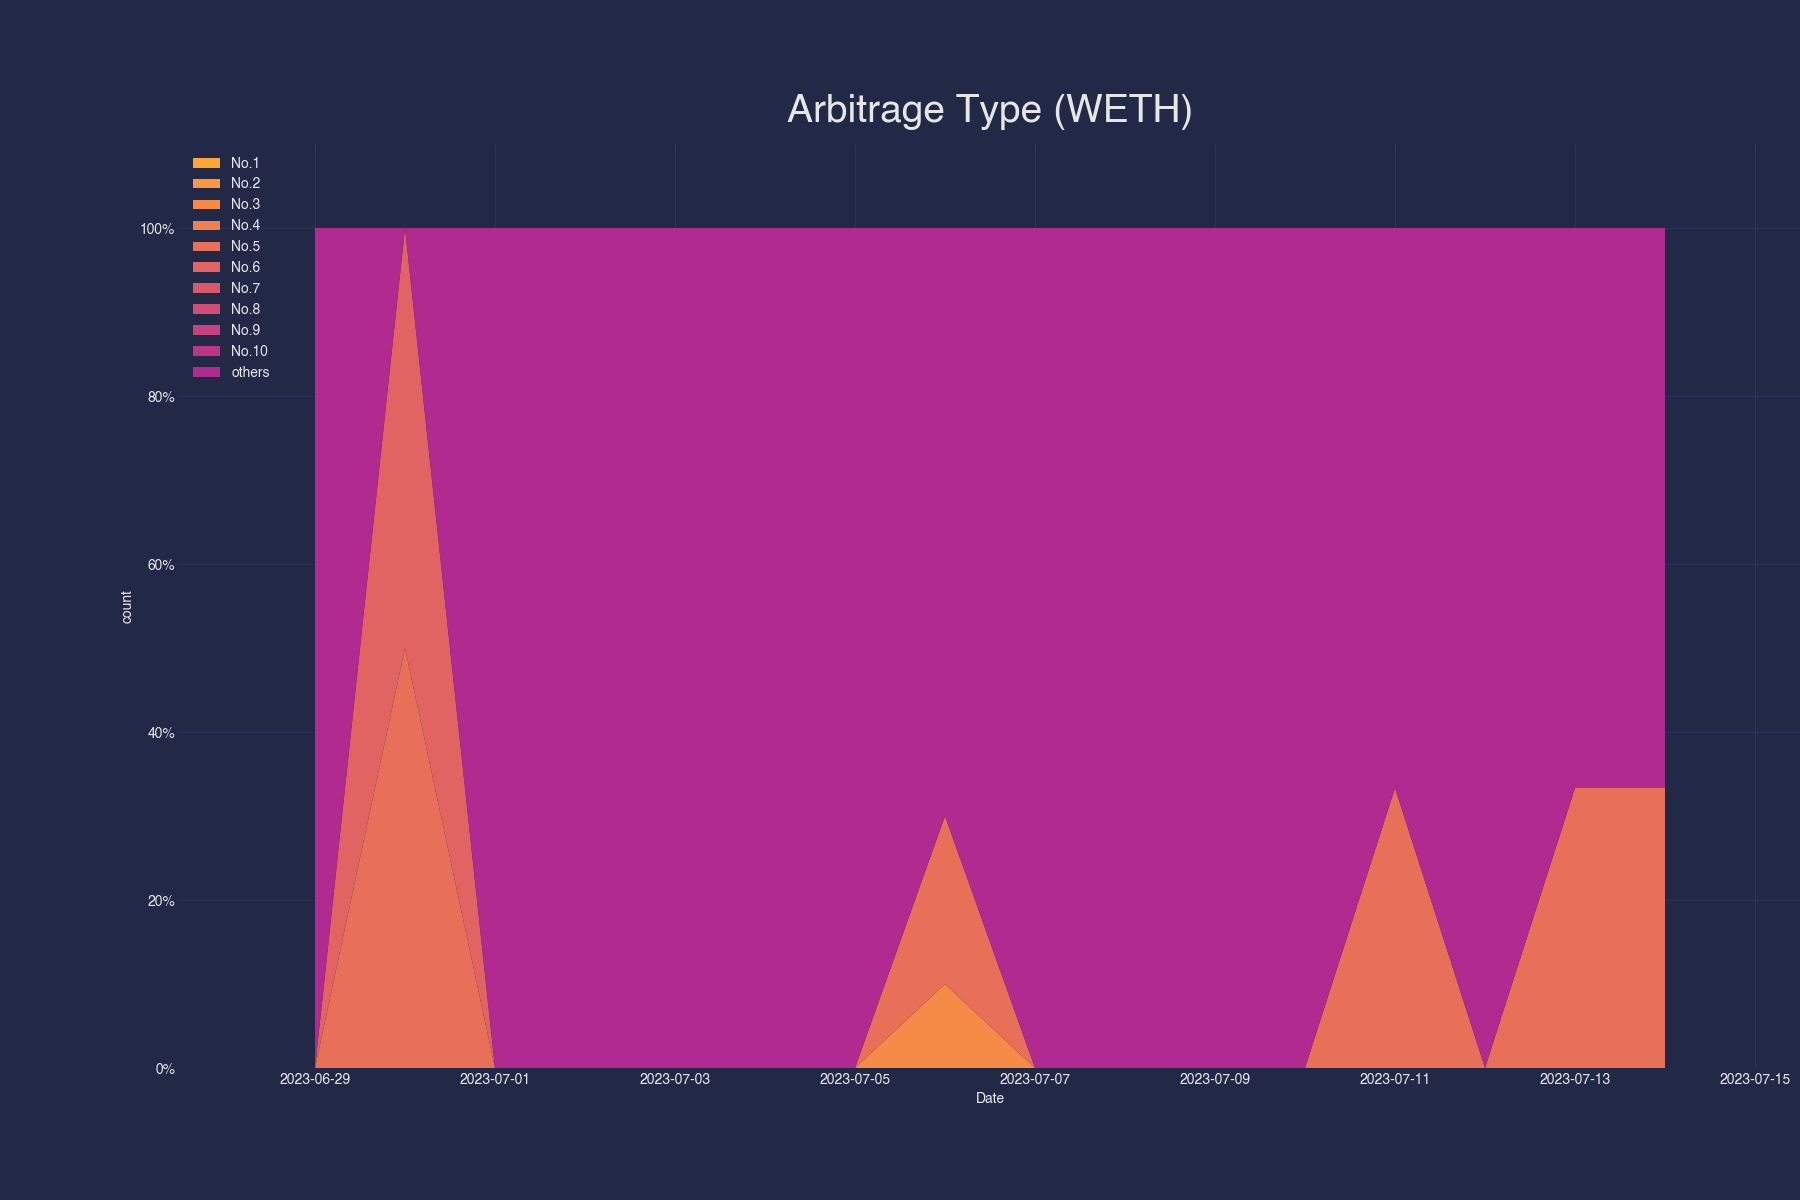 Arbitrage Type (WETH)
No.1
No.2
No.3
No.4
No.5
No.6
No.7
No.8
No.9
No.10
others
100%
80%
60%
40%
20%
0%
count
2023-06-29 2023-07-01 2023-07-03 2023-07-05 2023-07-07 2023-07-09 2023-07-11 2023-07-13 2023-07-15
Date